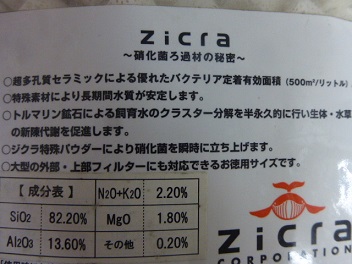 zicra
～硝化菌ろ過材の秘密～
○超多孔質セラミックによる優れたバクテリア定着有効面積（500m²/リットル）
○特殊素材により長期間水質が安定します。
○トルマリン鉱石による飼育水のクラスター分解を半永久的に行い生体・水草
の新陳代謝を促進します。
○ジクラ特殊パウダーにより硝化菌を瞬時に立ち上げます。
○大型の外部・上部フィルターにも対応できるお徳用サイズです。
【 成分表 】 N2O+K2O 2.20%
SiO2 82.20% MgO 1.80%
Al2O3 13.60% その他 0.20%
zicra
CORPORATION